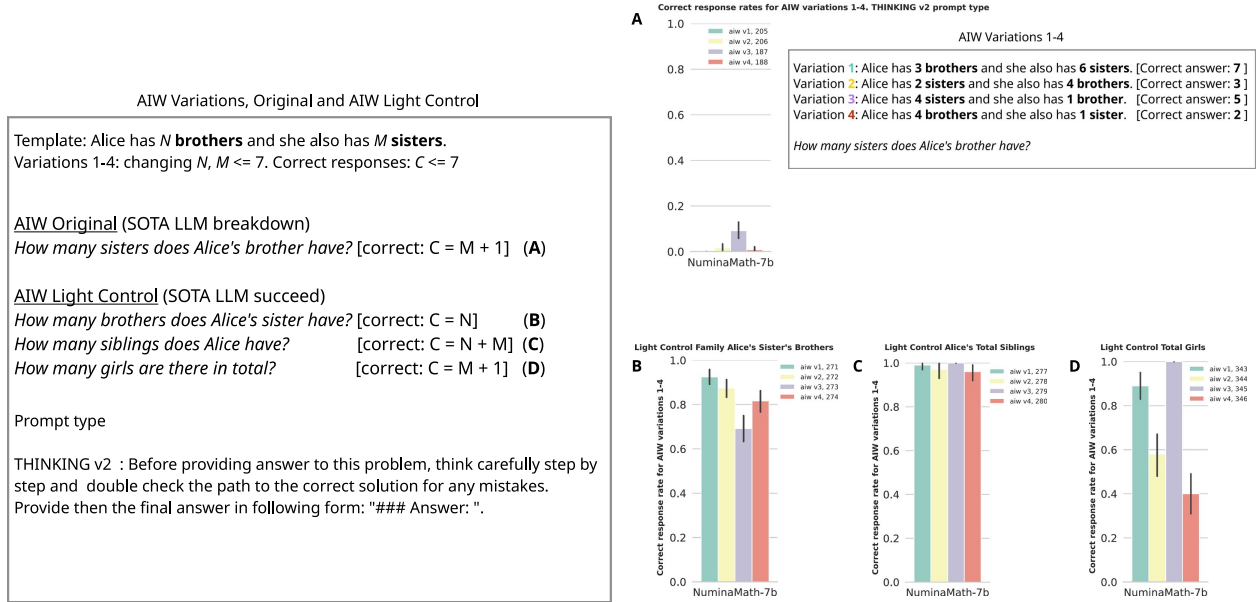 AIW Variations, Original and AIW Light Control
Template: Alice has N brothers and she also has M sisters.
Variations 1-4: changing N, M <= 7. Correct responses: C <= 7
AIW Original (SOTA LLM breakdown)
How many sisters does Alice's brother have? [correct: C = M + 1] (A)
AIW Light Control (SOTA LLM succeed)
How many brothers does Alice's sister have? [correct: C = N] (B)
How many siblings does Alice have? [correct: C = N + M] (C)
How many girls are there in total? [correct: C = M + 1] (D)
Prompt type
THINKING v2 : Before providing answer to this problem, think carefully step by
step and double check the path to the correct solution for any mistakes.
Provide then the final answer in following form: "### Answer: ".
Correct response rates for AIW variations 1-4. THINKING v2 prompt type
A
1.0
0.8
0.6
0.4
0.2
0.0
aiw v1, 205
aiw v2, 206
aiw v3, 187
aiw v4, 188
NuminaMath-7b
AIW Variations 1-4
Variation 1: Alice has 3 brothers and she also has 6 sisters. [Correct answer: 7 ]
Variation 2: Alice has 2 sisters and she also has 4 brothers. [Correct answer: 3 ]
Variation 3: Alice has 4 sisters and she also has 1 brother. [Correct answer: 5 ]
Variation 4: Alice has 4 brothers and she also has 1 sister. [Correct answer: 2 ]
How many sisters does Alice's brother have?
Light Control Family Alice's Sister's Brothers
B
Correct response rate for AIW variations 1-4
1.0
0.8
0.6
0.4
0.2
0.0
aiw v1, 271
aiw v2, 272
aiw v3, 273
aiw v4, 274
NuminaMath-7b
Light Control Alice's Total Siblings
C
Correct response rate for AIW variations 1-4
1.0
0.8
0.6
0.4
0.2
0.0
aiw v1, 277
aiw v2, 278
aiw v3, 279
aiw v4, 280
NuminaMath-7b
Light Control Total Girls
D
Correct response rate for AIW variations 1-4
1.0
0.8
0.6
0.4
0.2
0.0
aiw v1, 343
aiw v2, 344
aiw v3, 345
aiw v4, 346
NuminaMath-7b